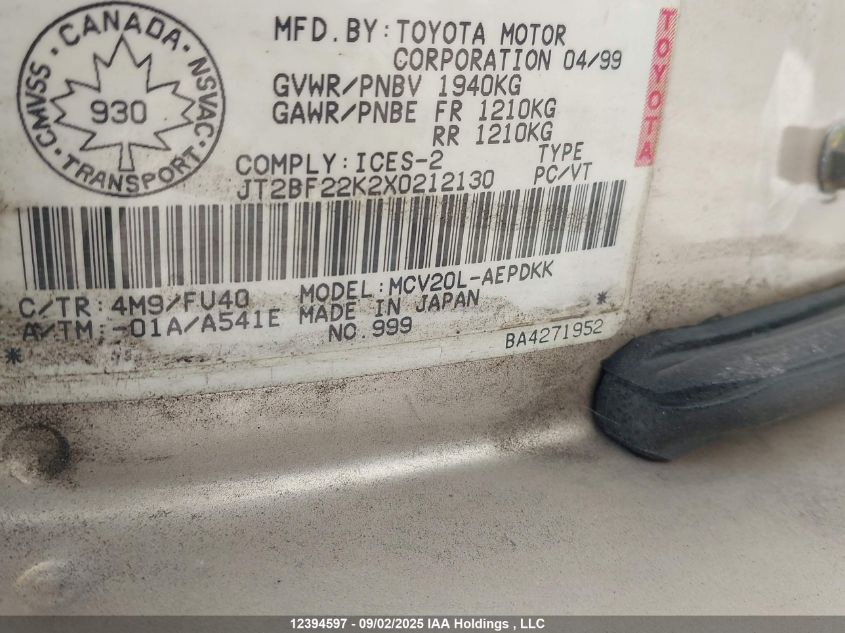 CANADA
CMVSS · NSVAC
930
TRANSPORT
MFD. BY: TOYOTA MOTOR
CORPORATION 04/99
GVWR/PNBV 1940KG
GAWR/PNBE FR 1210KG
RR 1210KG
COMPLY: ICES-2 TYPE
JT2BF22K2X0212130 PC/VT
TOYOTA
C/TR: 4M9/FU40 MODEL: MCV20L-AEPDKK
A/TM: -01A/A541E MADE IN JAPAN
NO. 999
* *
BA4271952
12394597 - 09/02/2025 IAA Holdings , LLC